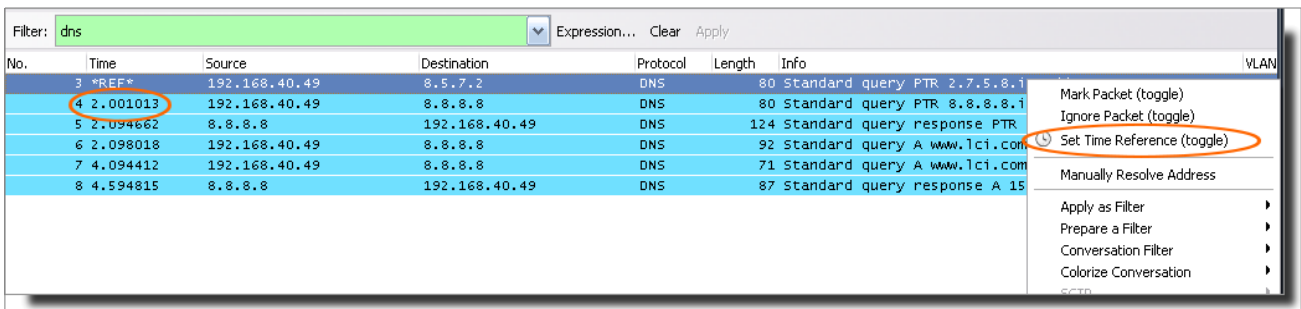 Filter: dns Expression... Clear Apply
No. Time Source Destination Protocol Length Info VLAN
3 *REF* 192.168.40.49 8.5.7.2 DNS 80 Standard query PTR 2.7.5.8.i
4 2.001013 192.168.40.49 8.8.8.8 DNS 80 Standard query PTR 8.8.8.8.i
5 2.094662 8.8.8.8 192.168.40.49 DNS 124 Standard query response PTR
6 2.098018 192.168.40.49 8.8.8.8 DNS 92 Standard query A www.lci.com
7 4.094412 192.168.40.49 8.8.8.8 DNS 71 Standard query A www.lci.com
8 4.594815 8.8.8.8 192.168.40.49 DNS 87 Standard query response A 15
Mark Packet (toggle)
Ignore Packet (toggle)
Set Time Reference (toggle)
Manually Resolve Address
Apply as Filter
Prepare a Filter
Conversation Filter
Colorize Conversation